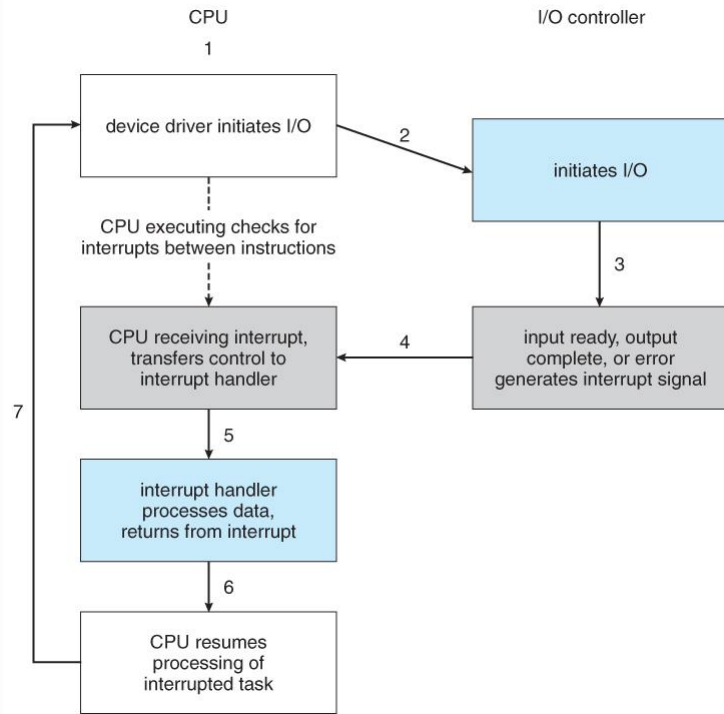 CPU
I/O controller
1
device driver initiates I/O
2
initiates I/O
CPU executing checks for
interrupts between instructions
3
CPU receiving interrupt,
transfers control to
interrupt handler
4
input ready, output
complete, or error
generates interrupt signal
7
5
interrupt handler
processes data,
returns from interrupt
6
CPU resumes
processing of
interrupted task